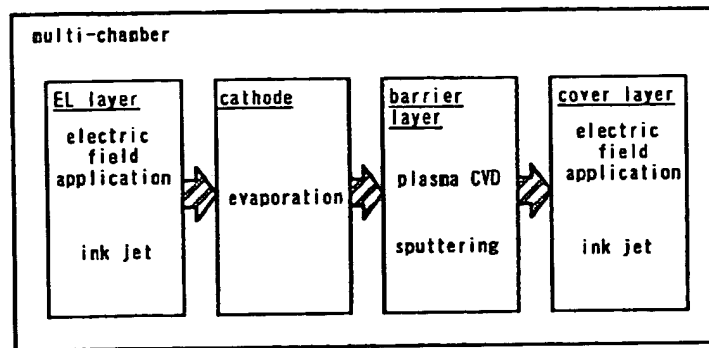 multi-chamber
EL layer
electric
field
application
ink jet
cathode
evaporation
barrier
layer
plasma CVD
sputtering
cover layer
electric
field
application
ink jet